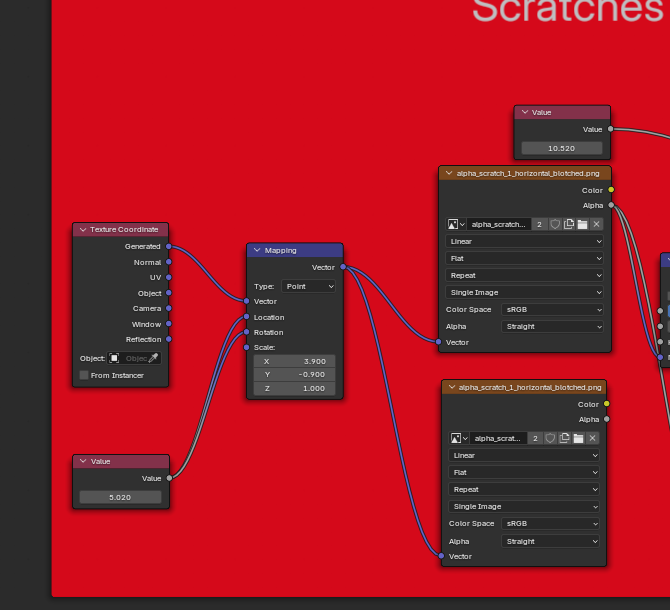 Scratches
Value
Value
10.520
alpha_scratch_1_horizontal_blotched.png
Color
Alpha
alpha_scratch...
2
Linear
Flat
Repeat
Single Image
Color Space
sRGB
Alpha
Straight
Vector
Texture Coordinate
Generated
Normal
UV
Object
Camera
Window
Reflection
Object:
Objec
From Instancer
Mapping
Vector
Type:
Point
Vector
Location
Rotation
Scale:
X 3.900
Y -0.900
Z 1.000
Value
Value
5.020
alpha_scratch_1_horizontal_blotched.png
Color
Alpha
alpha_scrat...
2
Linear
Flat
Repeat
Single Image
Color Space
sRGB
Alpha
Straight
Vector